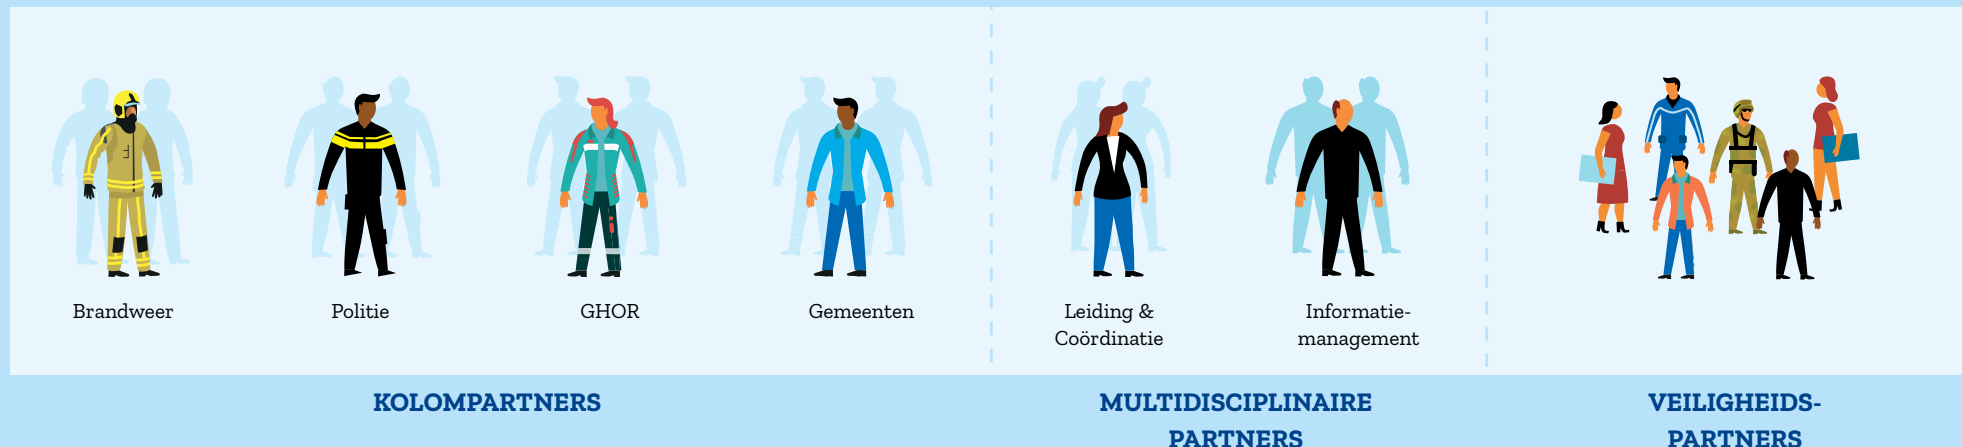 Brandweer
Politie
GHOR
Gemeenten
Leiding &
Coördinatie
Informatie-
management
KOLOMPARTNERS
MULTIDISCIPLINAIRE
PARTNERS
VEILIGHEIDS-
PARTNERS